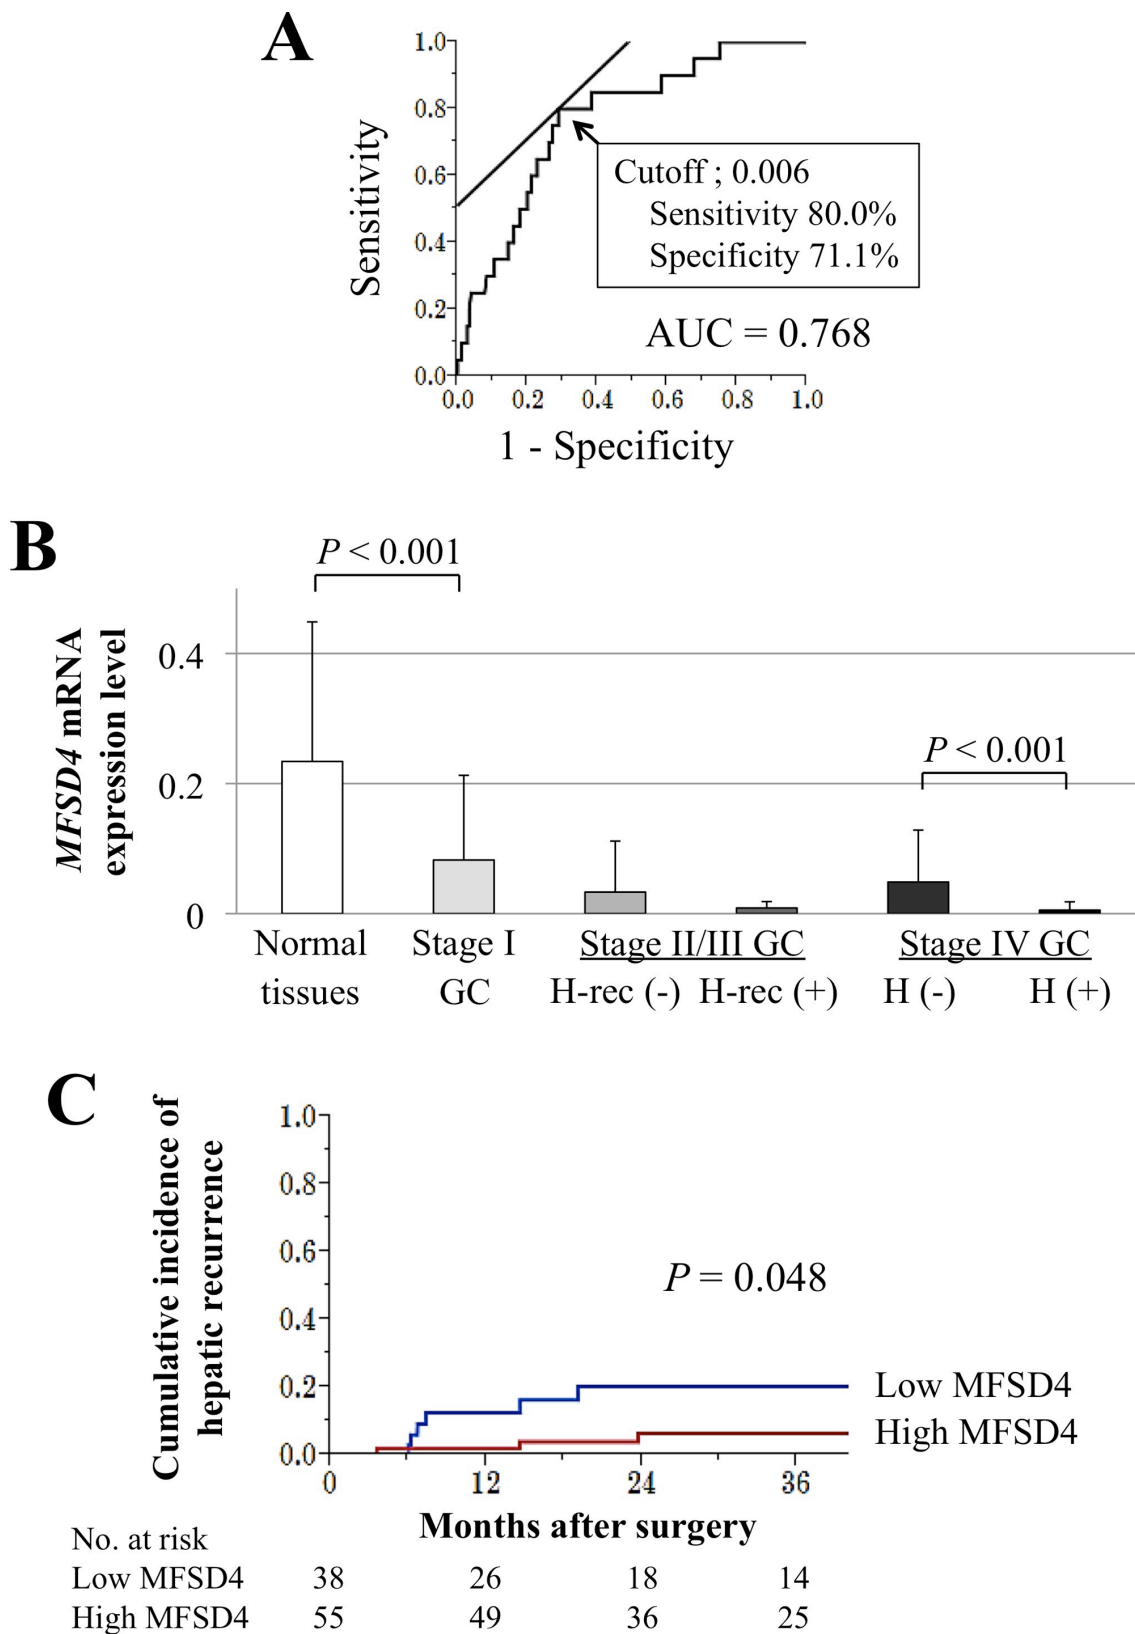 A
Sensitivity
1.0
0.8
0.6
0.4
0.2
0.0
0.0 0.2 0.4 0.6 0.8 1.0
1 - Specificity
Cutoff ; 0.006
Sensitivity 80.0%
Specificity 71.1%
AUC = 0.768
B
MFSD4 mRNA
expression level
0.4
0.2
0
P < 0.001
P < 0.001
Normal
tissues
Stage I
GC
Stage II/III GC
H-rec (-) H-rec (+)
Stage IV GC
H (-) H (+)
C
Cumulative incidence of
hepatic recurrence
1.0
0.8
0.6
0.4
0.2
0.0
P = 0.048
Low MFSD4
High MFSD4
0 12 24 36
Months after surgery
No. at risk
Low MFSD4 38 26 18 14
High MFSD4 55 49 36 25